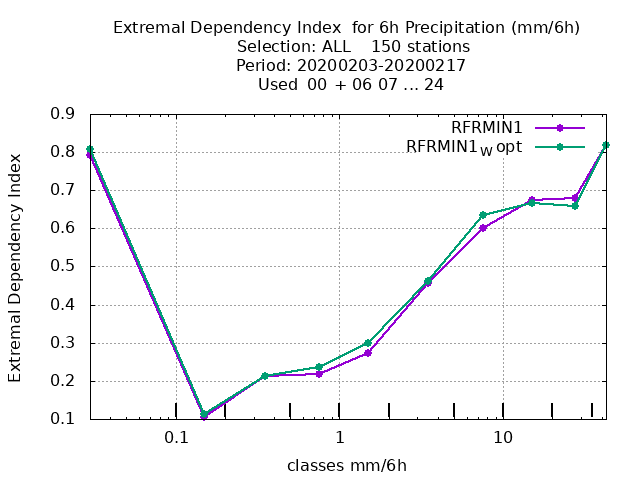 Extremal Dependency Index  for 6h Precipitation (mm/6h)
Selection: ALL    150 stations
Period: 20200203-20200217
Used  00 + 06 07 ... 24
RFRMIN1
RFRMIN1W opt
0.9
0.8
0.7
0.6
0.5
0.4
0.3
0.2
0.1
Extremal Dependency Index
0.1
1
10
classes mm/6h